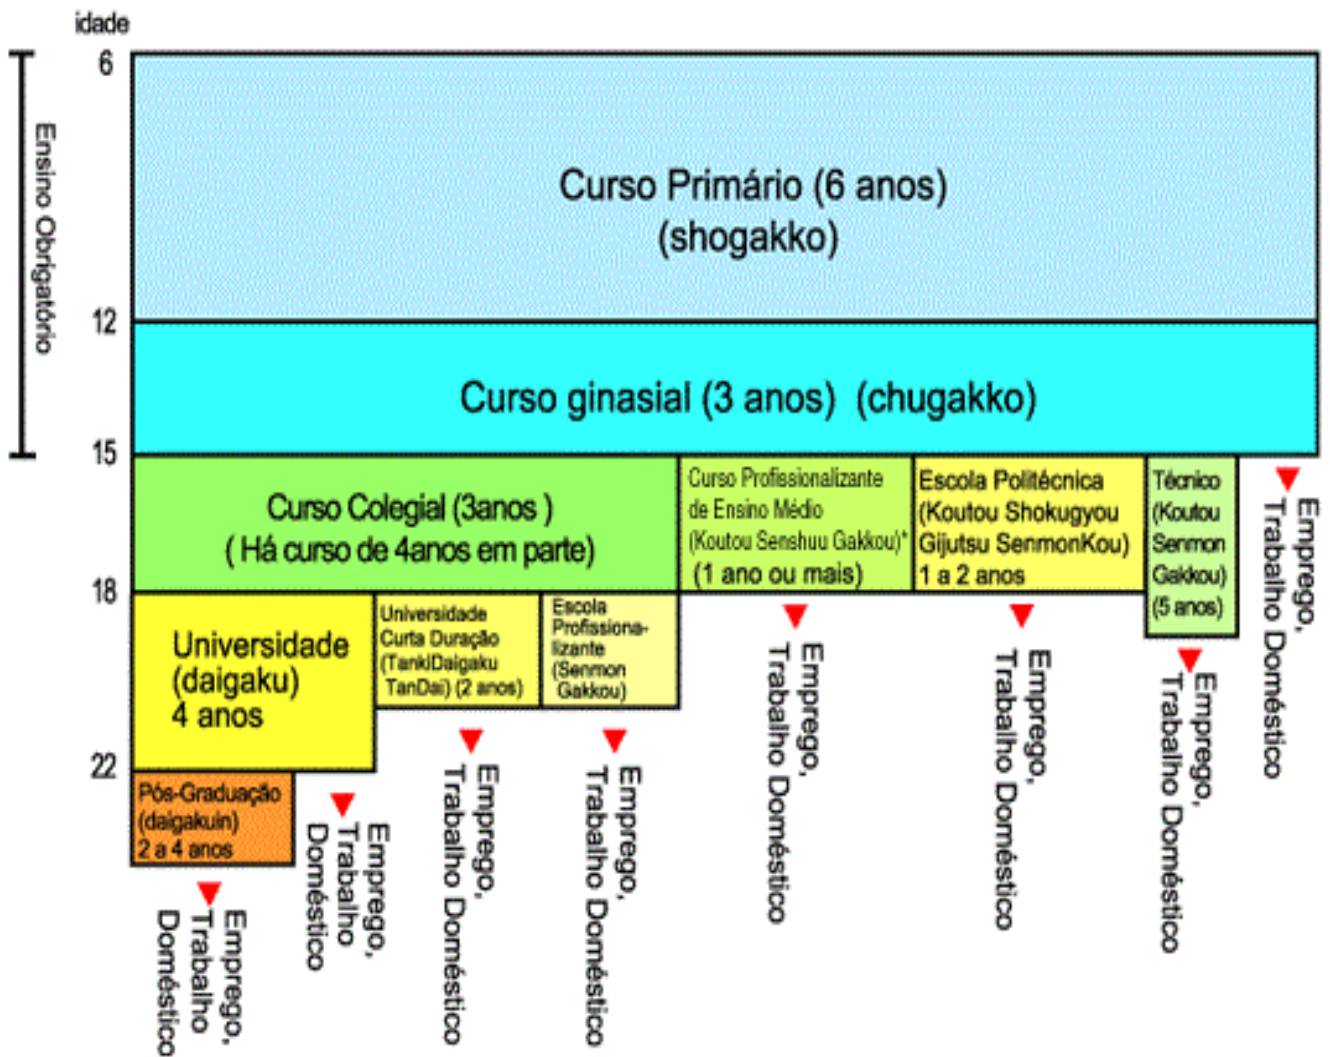 idade
6
Ensino Obrigatório
Curso Primário (6 anos)
(shogakko)
12
Curso ginasial (3 anos) (chugakko)
15
Curso Colegial (3anos )
( Há curso de 4anos em parte)
Curso Profissionalizante
de Ensino Médio
(Koutou Senshuu Gakkou)*
(1 ano ou mais)
Escola Politécnica
(Koutou Shokugyou
Gijutsu SenmonKou)
1 a 2 anos
Técnico
(Koutou
Senmon
Gakkou)
(5 anos)
Emprego,
Trabalho Doméstico
18
Universidade
(daigaku)
4 anos
Universidade
Curta Duração
(TankiDaigaku
TanDai) (2 anos)
Escola
Profissiona-
lizante
(Senmon
Gakkou)
Emprego,
Trabalho Doméstico
Emprego,
Trabalho Doméstico
Emprego,
Trabalho Doméstico
22
Pós-Graduação
(daigakuin)
2 a 4 anos
Emprego,
Trabalho
Doméstico
Emprego,
Trabalho Doméstico
Emprego,
Trabalho Doméstico
Emprego,
Trabalho
Doméstico